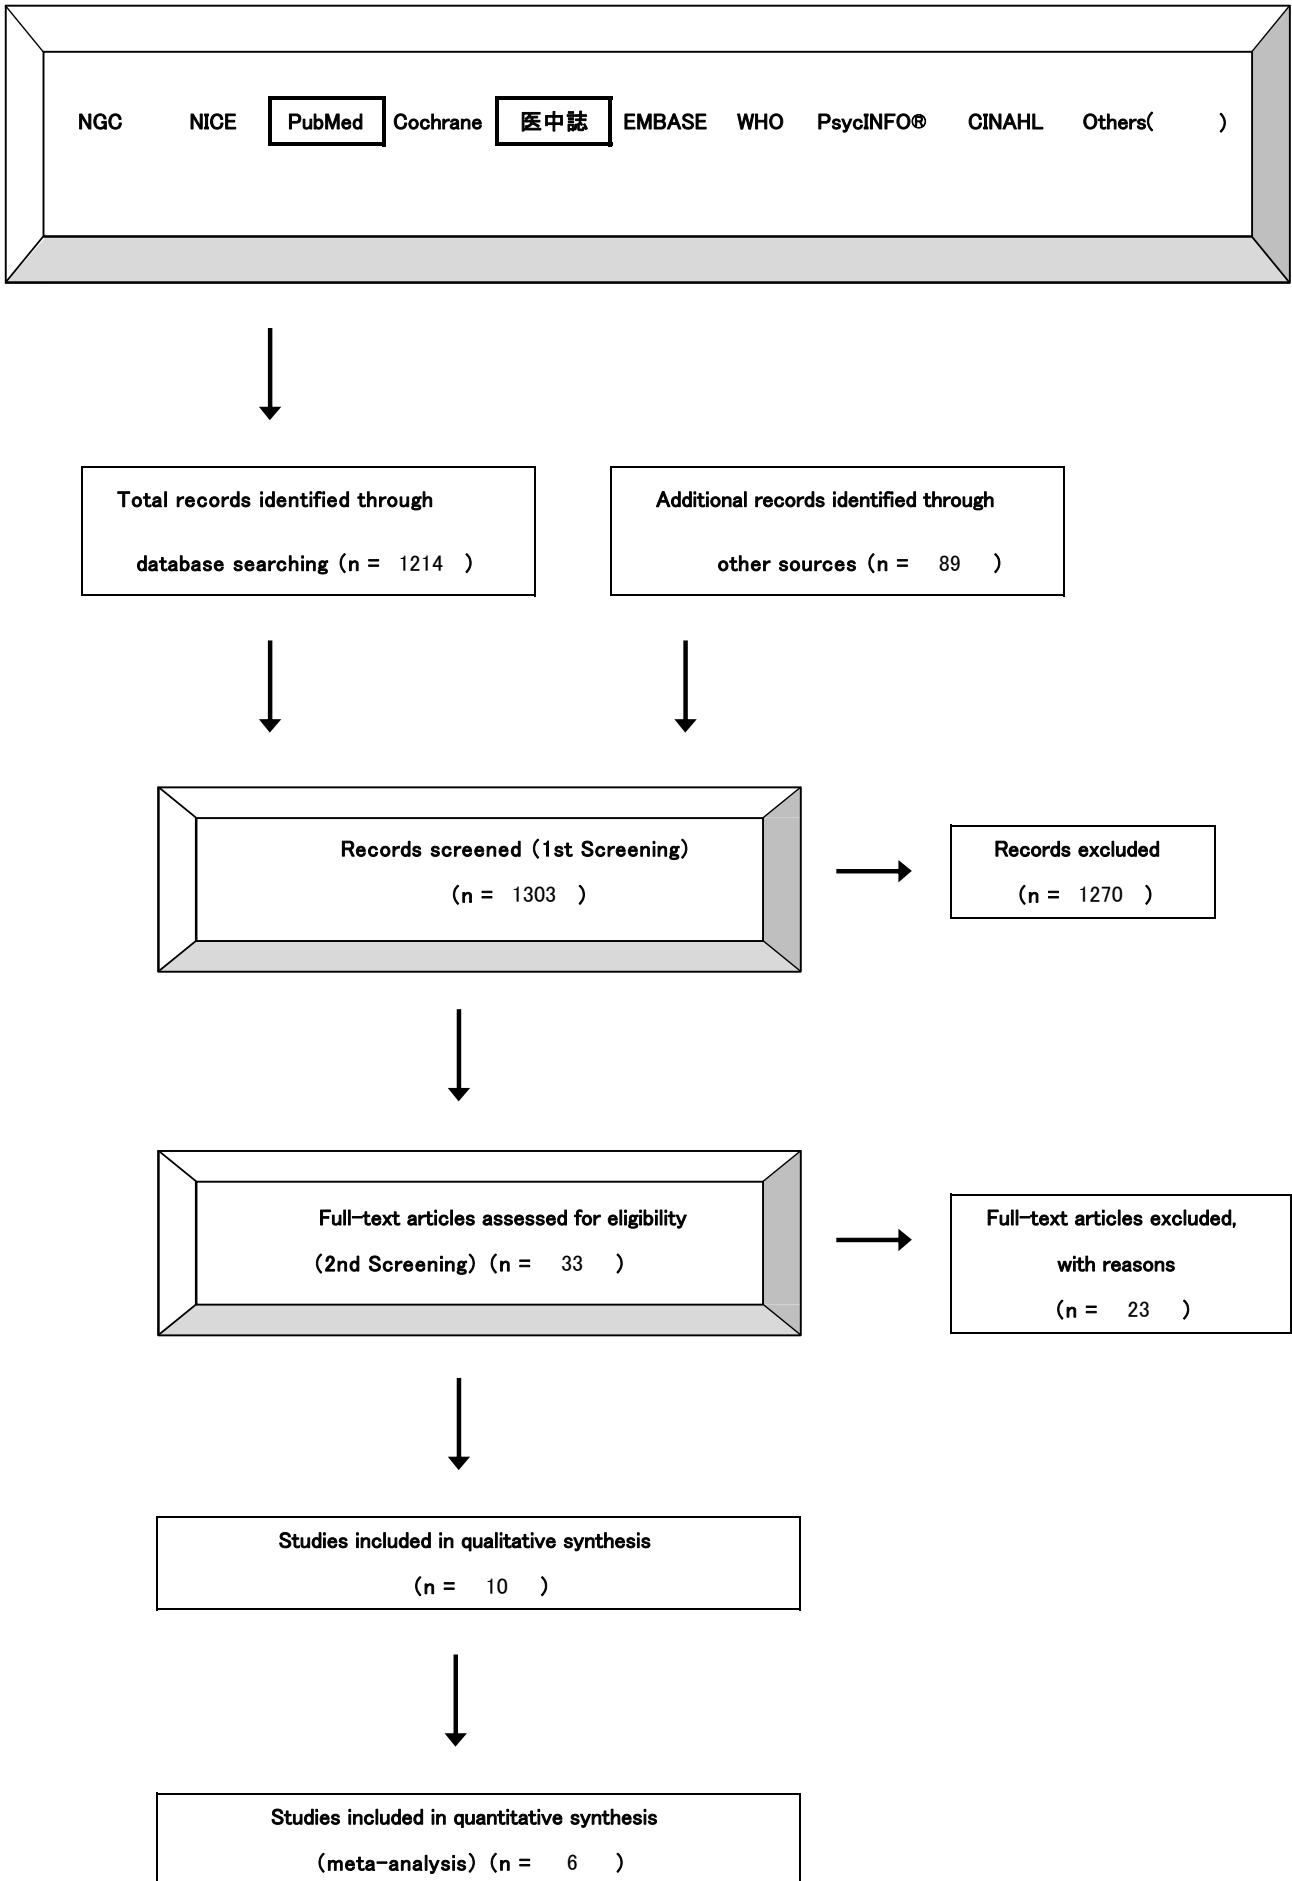 NGC NICE PubMed Cochrane 医中誌 EMBASE WHO PsycINFO® CINAHL Others( )
Total records identified through
database searching (n = 1214 )
Additional records identified through
other sources (n = 89 )
Records screened (1st Screening)
(n = 1303 )
Records excluded
(n = 1270 )
Full-text articles assessed for eligibility
(2nd Screening) (n = 33 )
Full-text articles excluded,
with reasons
(n = 23 )
Studies included in qualitative synthesis
(n = 10 )
Studies included in quantitative synthesis
(meta-analysis) (n = 6 )